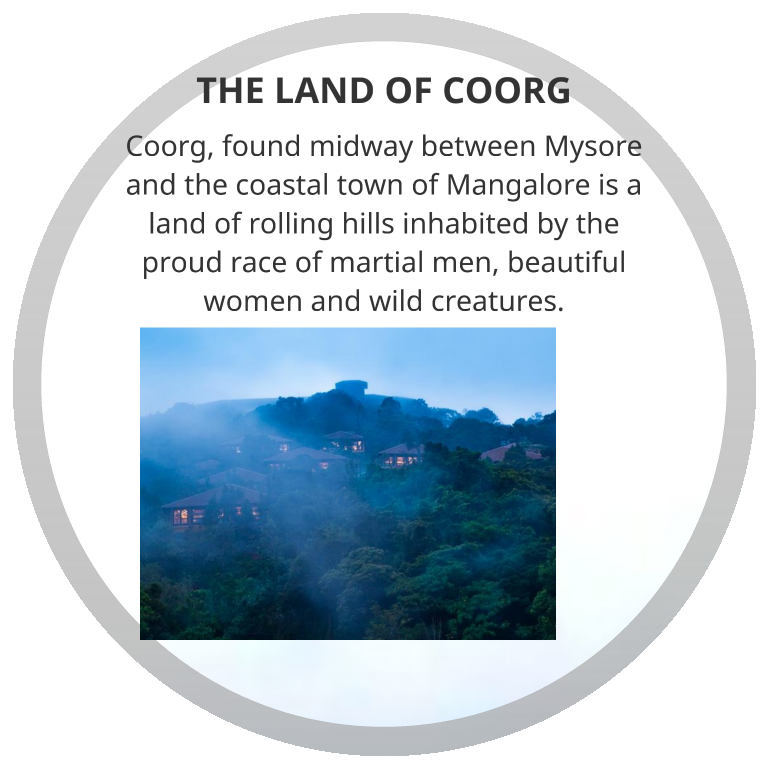 THE LAND OF COORG
Coorg, found midway between Mysore
and the coastal town of Mangalore is a
land of rolling hills inhabited by the
proud race of martial men, beautiful
women and wild creatures.